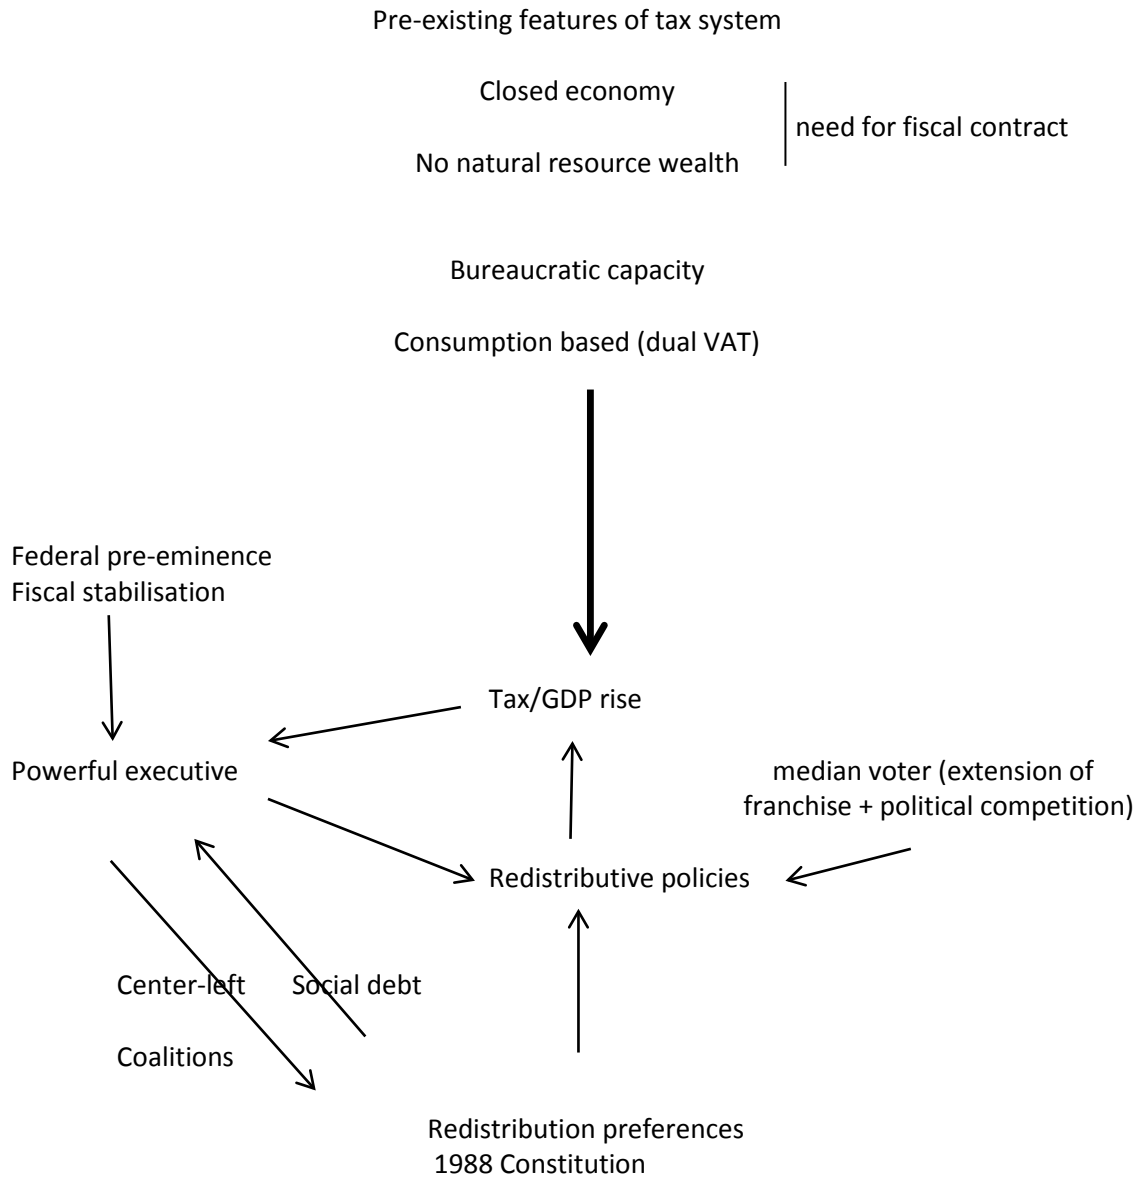 Pre-existing features of tax system
Closed economy
need for fiscal contract
No natural resource wealth
Bureaucratic capacity
Consumption based (dual VAT)
Federal pre-eminence
Fiscal stabilisation
Tax/GDP rise
Powerful executive
median voter (extension of
franchise + political competition)
Redistributive policies
Center-left
Social debt
Coalitions
Redistribution preferences
1988 Constitution